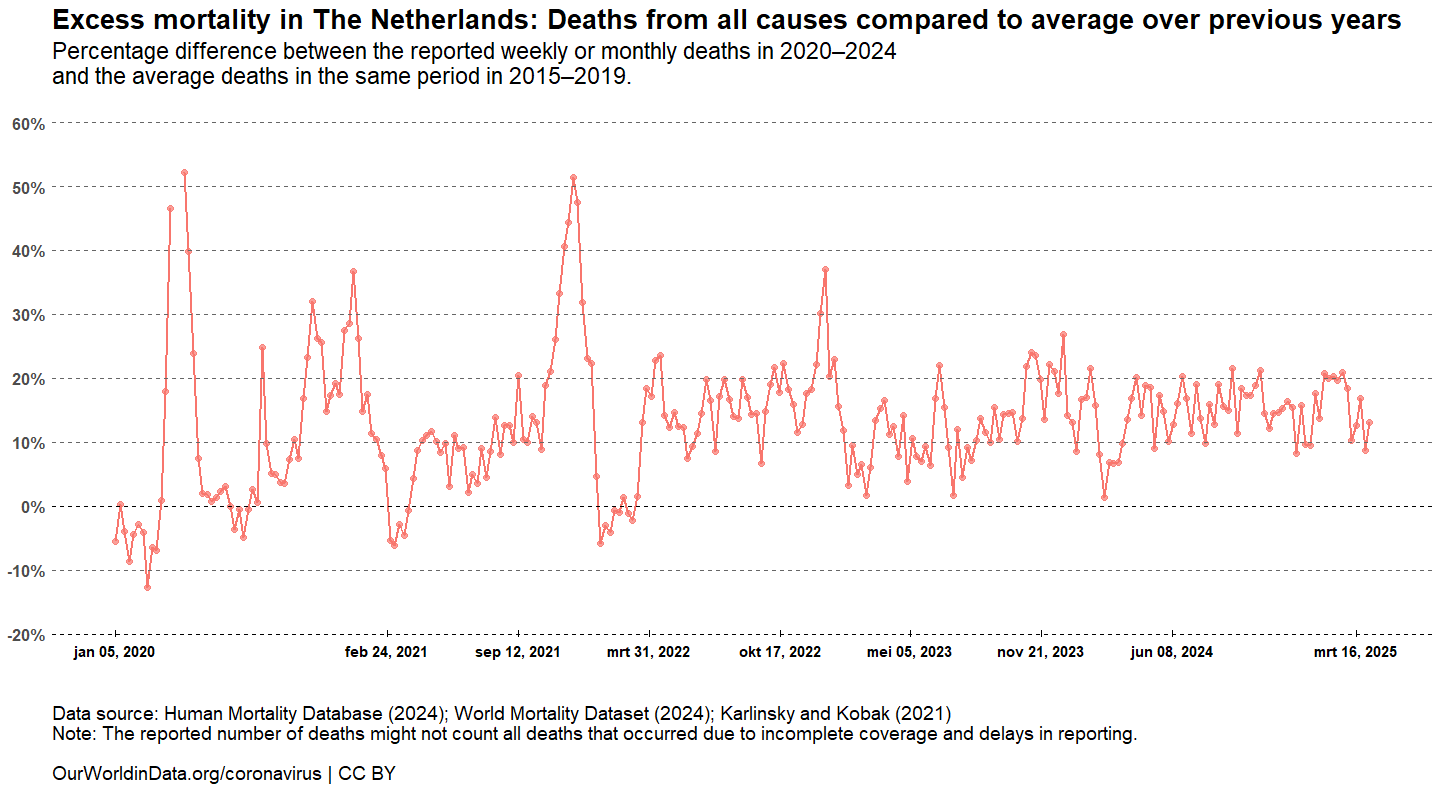 Excess mortality in The Netherlands: Deaths from all causes compared to average over previous years
Percentage difference between the reported weekly or monthly deaths in 2020–2024
and the average deaths in the same period in 2015–2019.
60%
50%
40%
30%
20%
10%
0%
-10%
-20%
jan 05, 2020 feb 24, 2021 sep 12, 2021 mrt 31, 2022 okt 17, 2022 mei 05, 2023 nov 21, 2023 jun 08, 2024 mrt 16, 2025
Data source: Human Mortality Database (2024); World Mortality Dataset (2024); Karlinsky and Kobak (2021)
Note: The reported number of deaths might not count all deaths that occurred due to incomplete coverage and delays in reporting.
OurWorldinData.org/coronavirus | CC BY